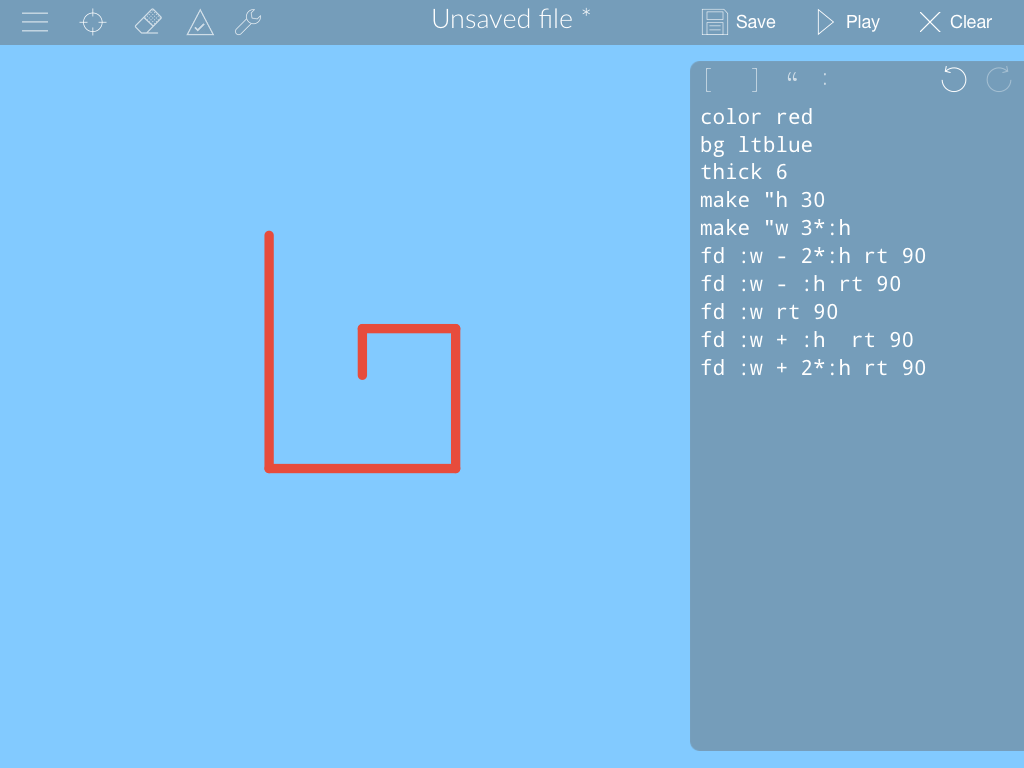 Unsaved file *
Save
Play
Clear
[ ] “ :
color red
bg ltblue
thick 6
make "h 30
make "w 3*:h
fd :w - 2*:h rt 90
fd :w - :h rt 90
fd :w rt 90
fd :w + :h  rt 90
fd :w + 2*:h rt 90